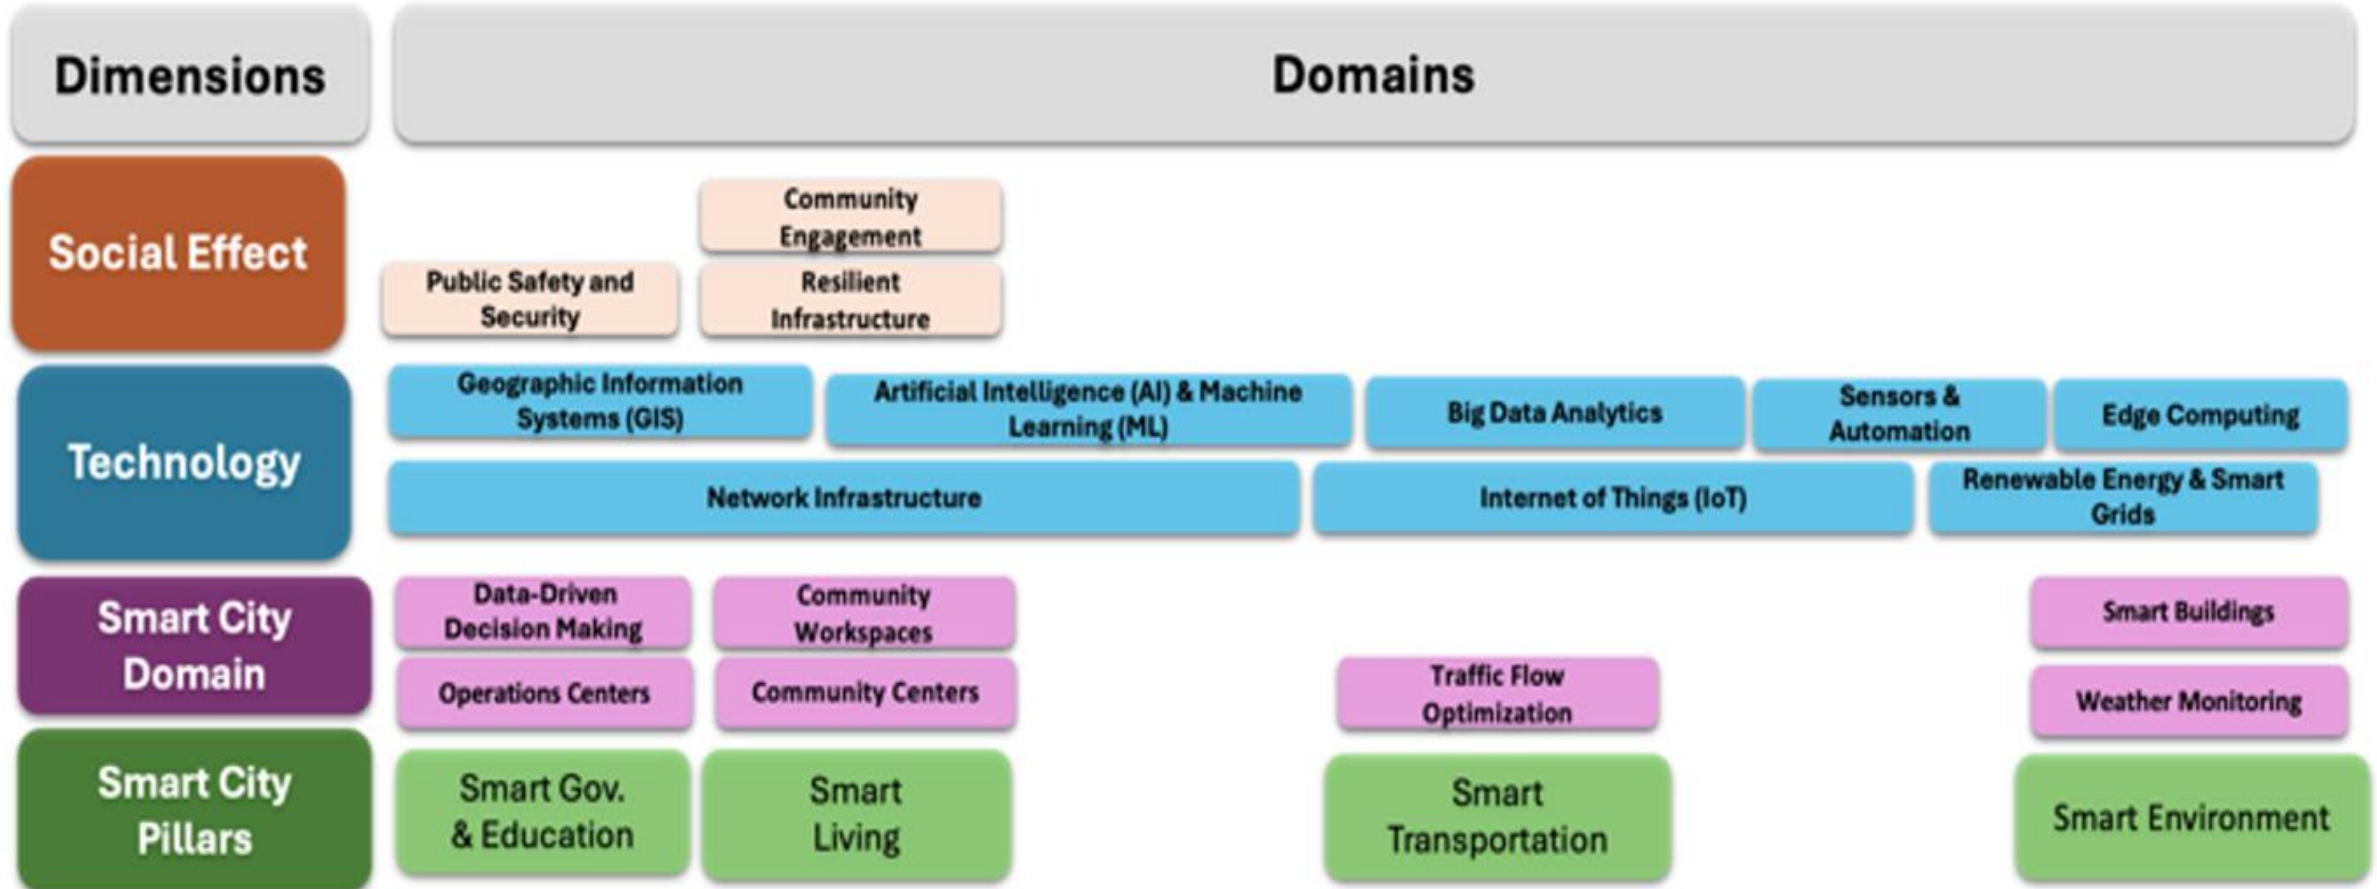 Dimensions
Domains
Social Effect
Community
Engagement
Public Safety and
Security
Resilient
Infrastructure
Technology
Geographic Information
Systems (GIS)
Artificial Intelligence (AI) & Machine
Learning (ML)
Big Data Analytics
Sensors &
Automation
Edge Computing
Network Infrastructure
Internet of Things (IoT)
Renewable Energy & Smart
Grids
Smart City
Domain
Data-Driven
Decision Making
Community
Workspaces
Smart Buildings
Operations Centers
Community Centers
Traffic Flow
Optimization
Weather Monitoring
Smart City
Pillars
Smart Gov.
& Education
Smart
Living
Smart
Transportation
Smart Environment